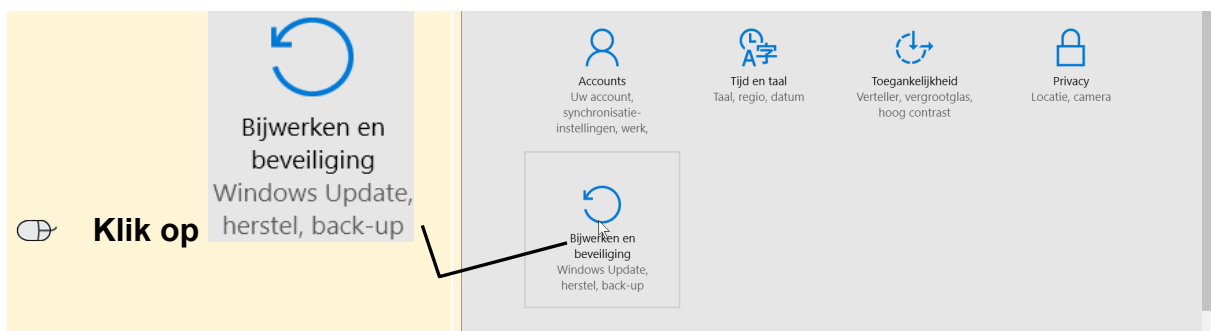 Klik op
Bijwerken en
beveiliging
Windows Update,
herstel, back-up
Accounts
Uw account,
synchronisatie-
instellingen, werk,
Tijd en taal
Taal, regio, datum
Toegankelijkheid
Verteller, vergrootglas,
hoog contrast
Privacy
Locatie, camera
Bijwerken en
beveiliging
Windows Update,
herstel, back-up